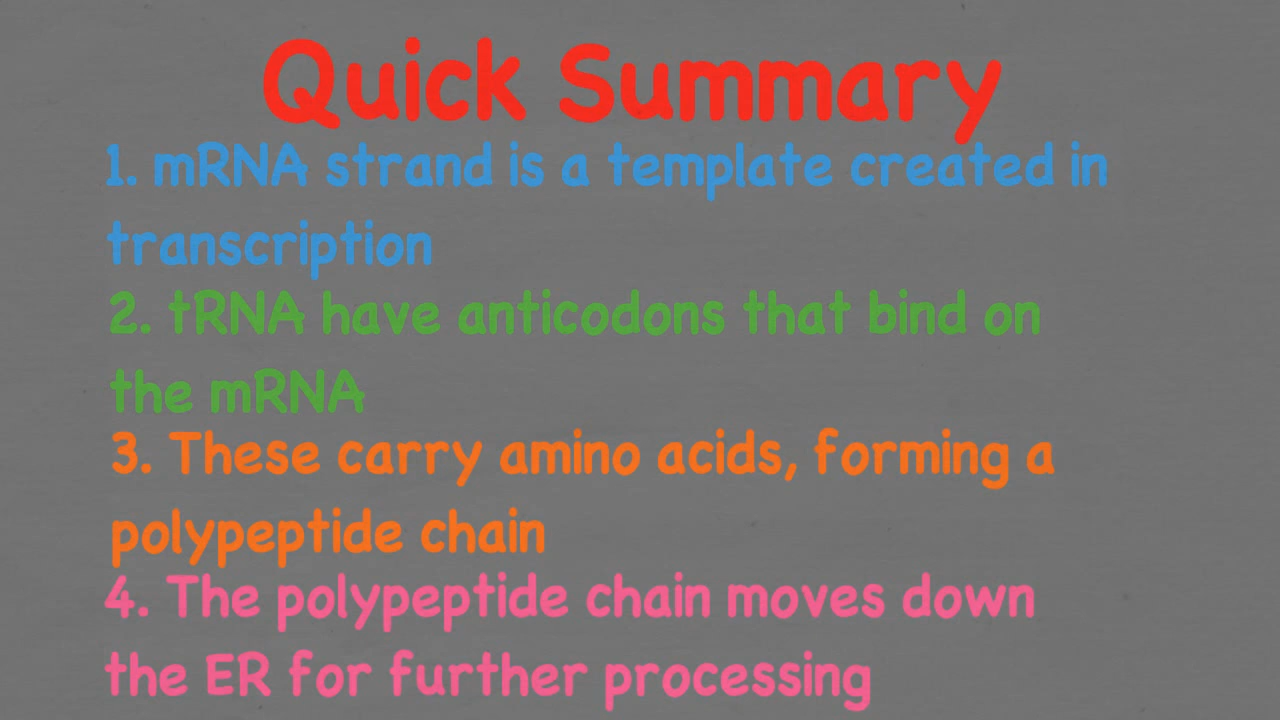 Quick Summary
1. mRNA strand is a template created in
transcription
2. tRNA have anticodons that bind on
the mRNA
3. These carry amino acids, forming a
polypeptide chain
4. The polypeptide chain moves down
the ER for further processing